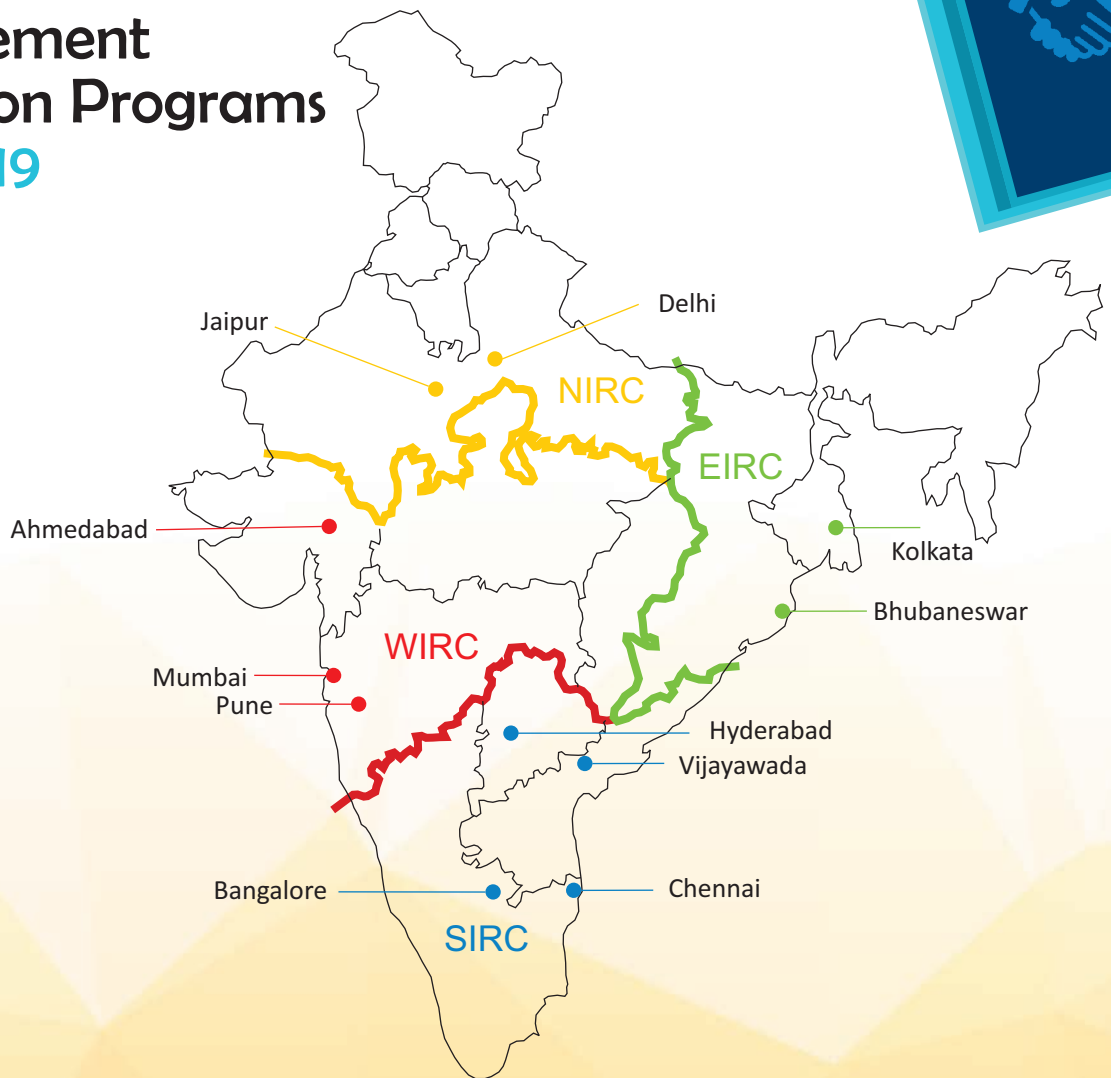 ement
on Programs
19
Delhi
Jaipur
NIRC
EIRC
Ahmedabad
Kolkata
Bhubaneswar
WIRC
Mumbai
Pune
Hyderabad
Vijayawada
Bangalore
Chennai
SIRC